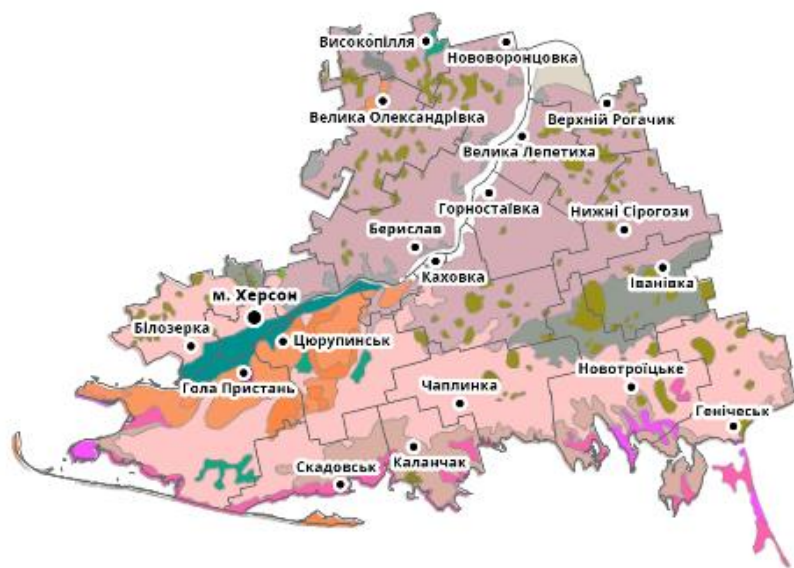 Високопілля
Нововоронцовка
Велика Олександрівка
Верхній Рогачик
Велика Лепетиха
Горностаївка
Нижні Сірогози
Берислав
Каховка
Іванівка
м. Херсон
Білозерка
Цюрупинськ
Гола Пристань
Новотроїцьке
Чаплинка
Генічеськ
Каланчак
Скадовськ